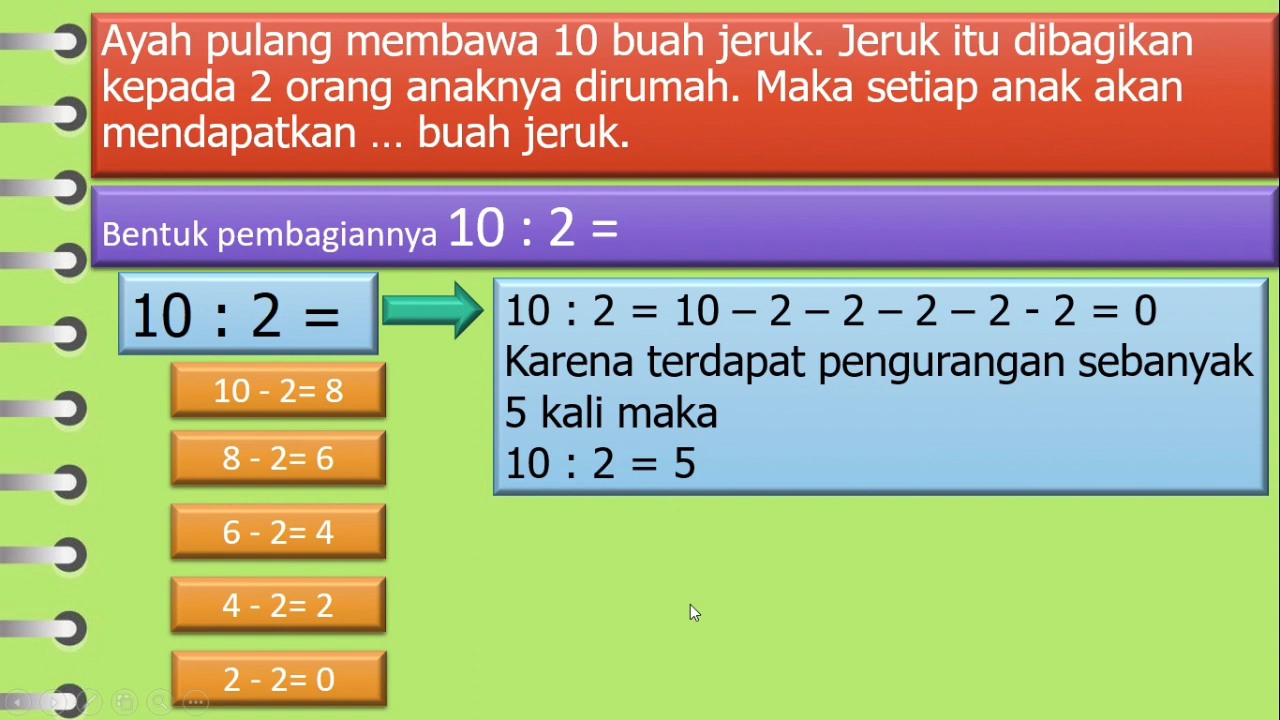 Ayah pulang membawa 10 buah jeruk. Jeruk itu dibagikan
kepada 2 orang anaknya dirumah. Maka setiap anak akan
mendapatkan ... buah jeruk.
Bentuk pembagiannya 10 : 2 =
10 : 2 =
10 - 2= 8
8 - 2= 6
6 - 2= 4
4 - 2= 2
2 - 2= 0
10 : 2 = 10 – 2 – 2 – 2 – 2 - 2 = 0
Karena terdapat pengurangan sebanyak
5 kali maka
10 : 2 = 5